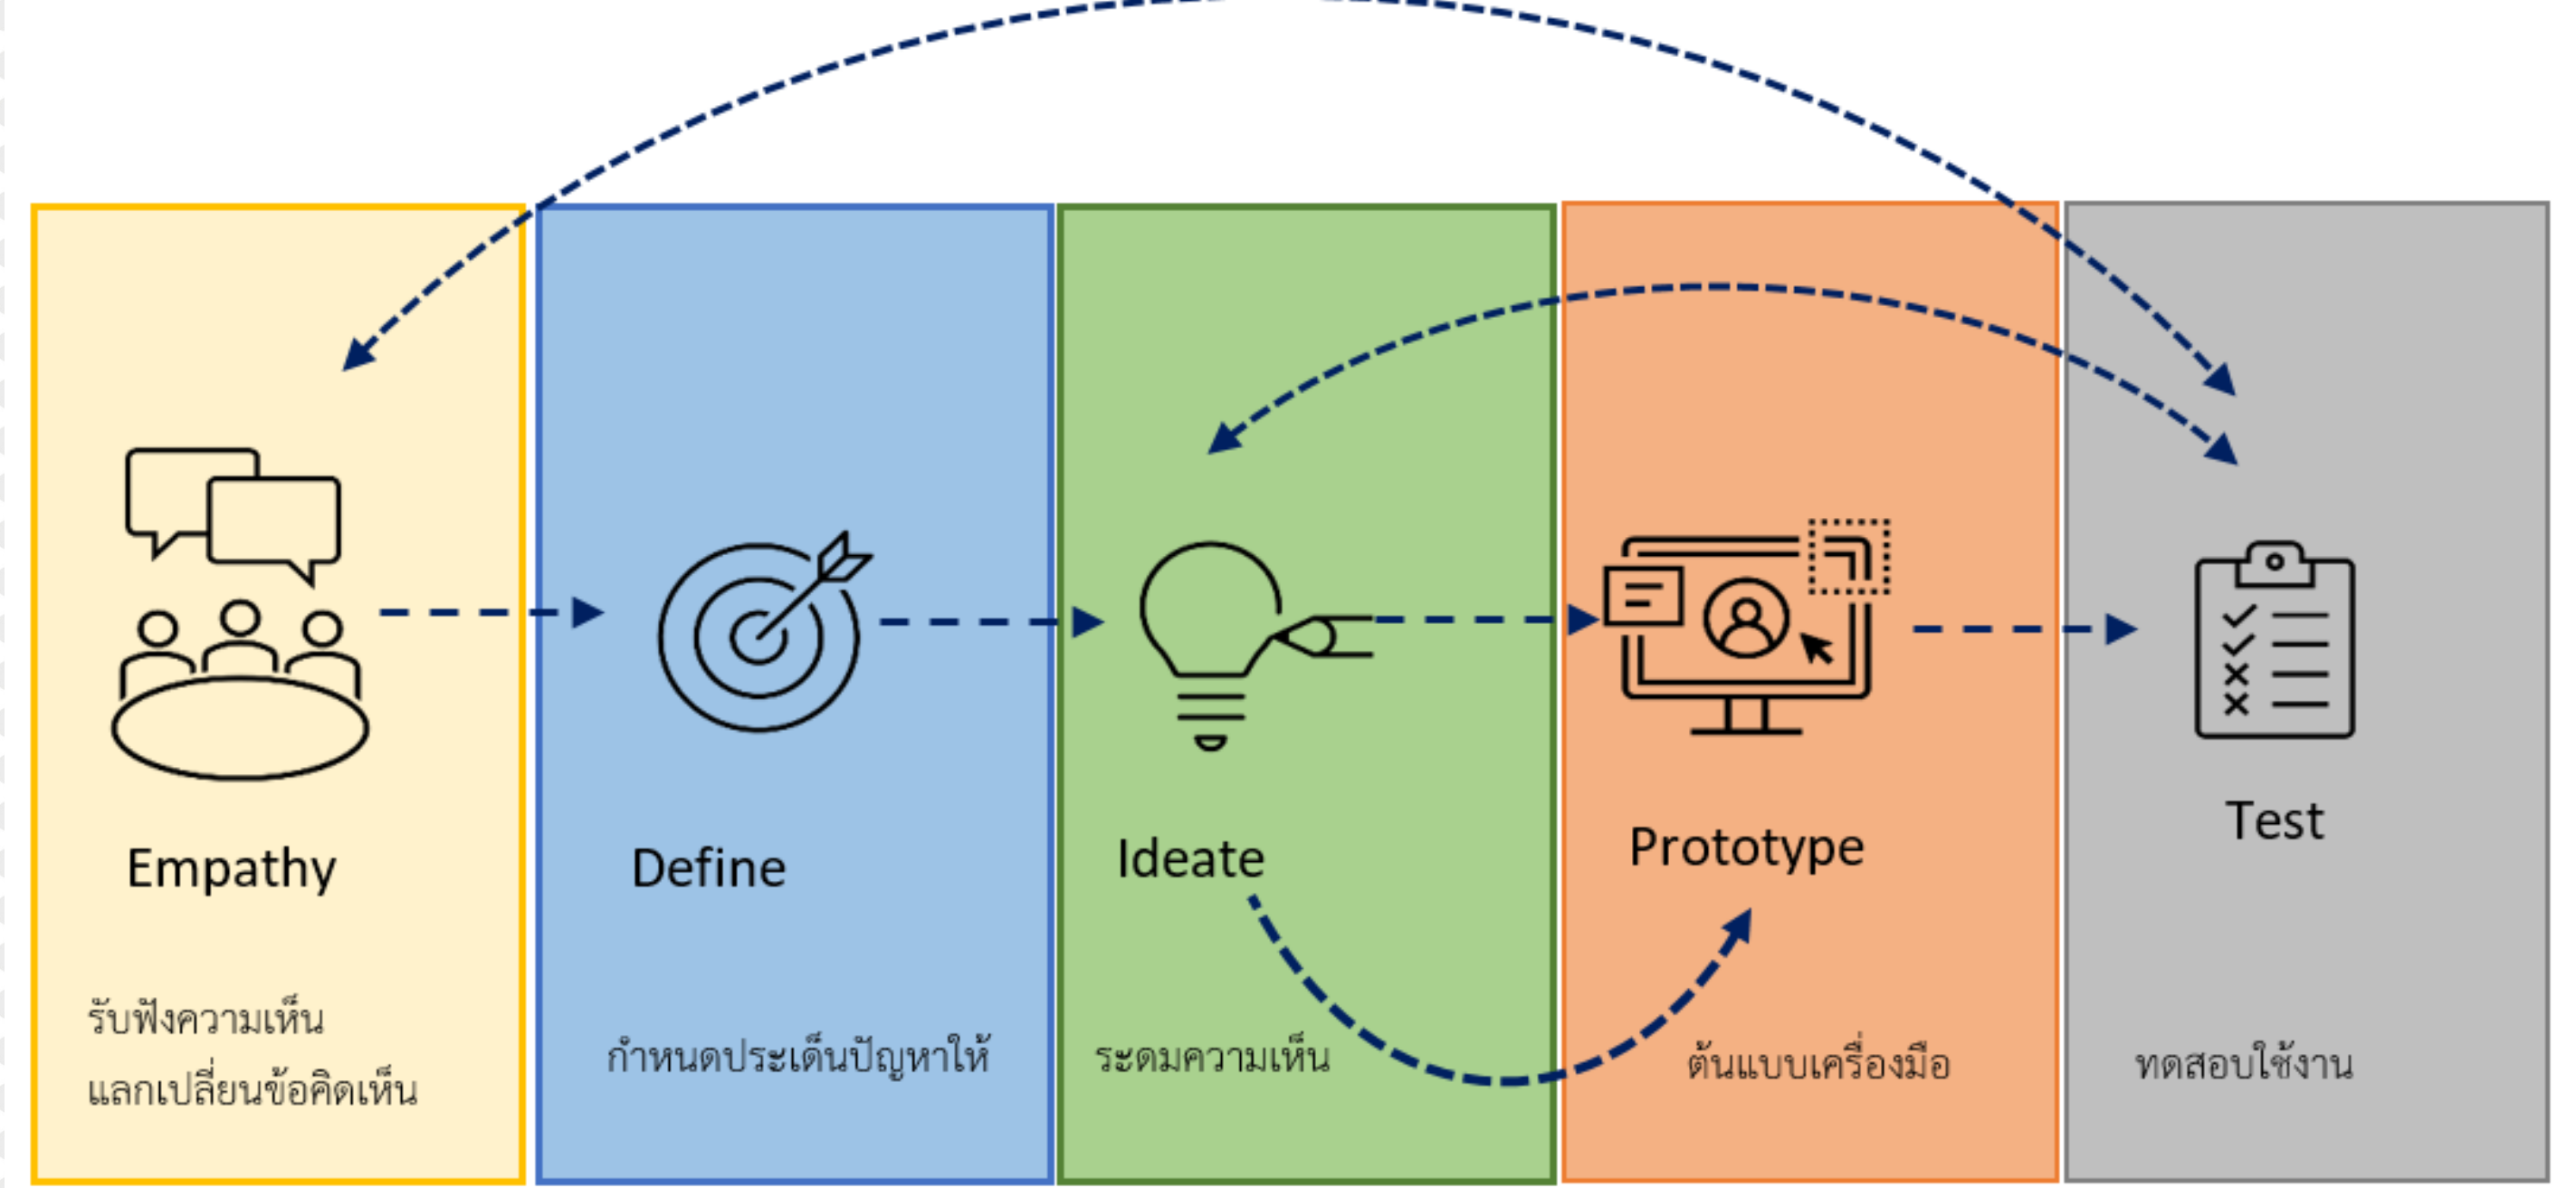 Empathy
รับฟังความเห็น
แลกเปลี่ยนข้อคิดเห็น
Define
กำหนดประเด็นปัญหาให้
Ideate
ระดมความเห็น
Prototype
ต้นแบบเครื่องมือ
Test
ทดสอบใช้งาน